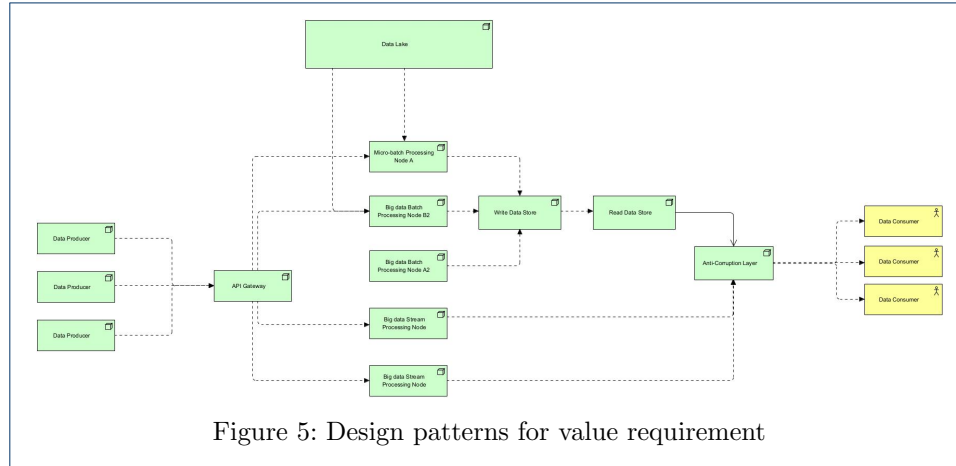 Data Lake
Micro-batch Processing
Node A
Big data Batch
Processing Node B2
Write Data Store
Read Data Store
Data Consumer
Data Producer
Big data Batch
Processing Node A2
Anti-Corruption Layer
Data Consumer
Data Producer
API Gateway
Data Consumer
Data Producer
Big data Stream
Processing Node
Big data Stream
Processing Node
Figure 5: Design patterns for value requirement